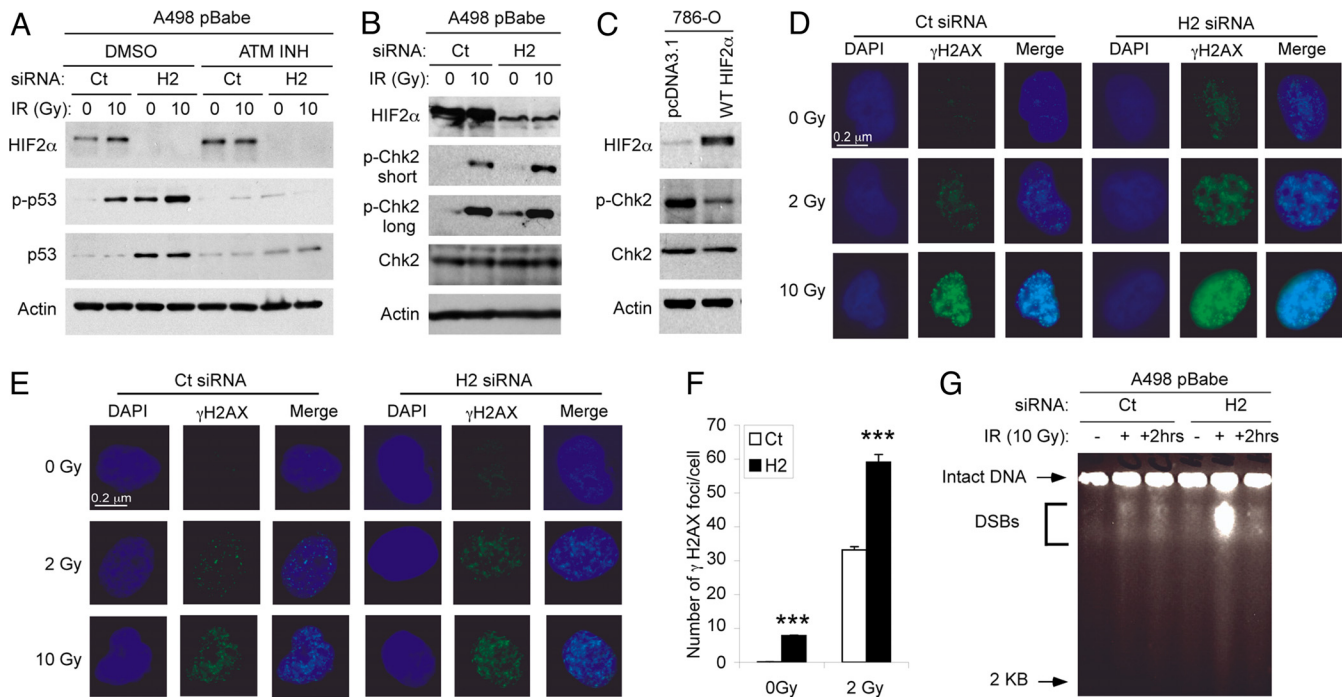 A
A498 pBabe
DMSO ATM INH
siRNA: Ct H2 Ct H2
IR (Gy) 0 10 0 10 0 10 0 10
HIF2α
p-p53
p53
Actin
B
A498 pBabe
siRNA: Ct H2
IR (Gy) 0 10 0 10
HIF2α
p-Chk2
short
p-Chk2
long
Chk2
Actin
C
786-O
pcDNA3.1
WT HIF2α
HIF2α
p-Chk2
Chk2
Actin
D
Ct siRNA H2 siRNA
DAPI γH2AX Merge DAPI γH2AX Merge
0 Gy
0.2 μm
2 Gy
10 Gy
E
Ct siRNA H2 siRNA
DAPI γH2AX Merge DAPI γH2AX Merge
0 Gy
0.2 μm
2 Gy
10 Gy
F
Number of γ H2AX foci/cell
70
60
50
40
30
20
10
0
Ct
H2
***
***
0Gy 2 Gy
G
A498 pBabe
siRNA: Ct H2
IR (10 Gy): - + +2hrs - + +2hrs
Intact DNA
DSBs
2 KB